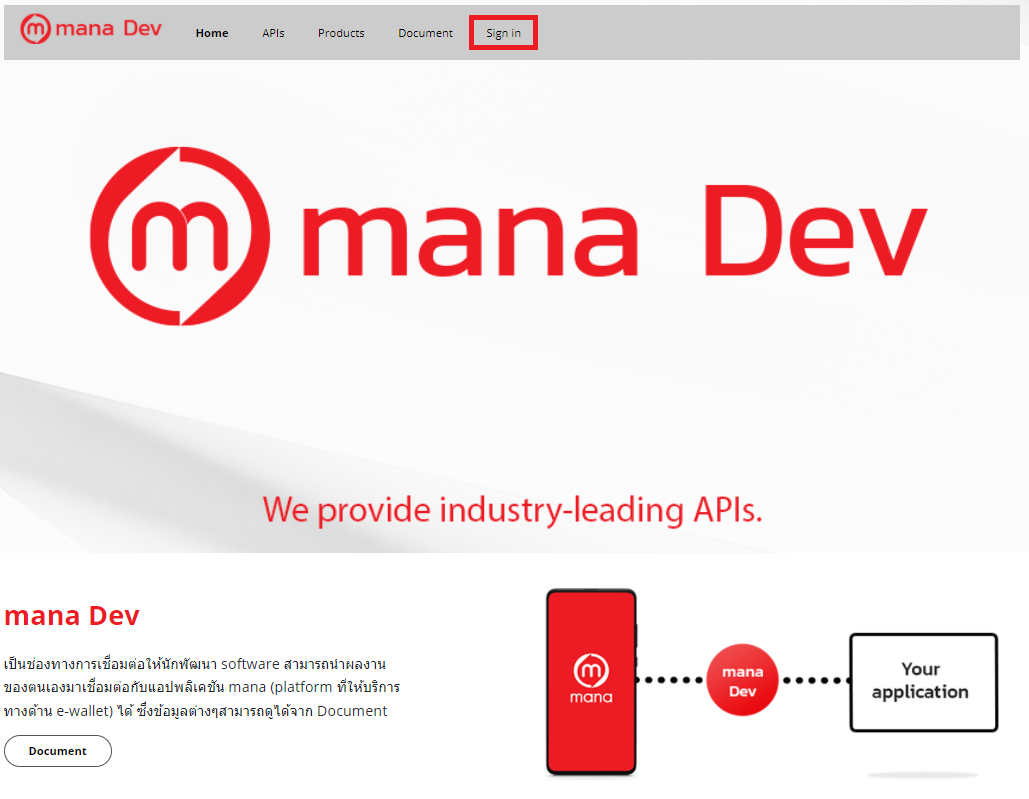 mana Dev
Home APIs Products Document Sign in
mana Dev
We provide industry-leading APIs.
mana Dev
เป็นช่องทางการเชื่อมต่อให้นักพัฒนา software สามารถนำผลงาน
ของตนเองมาเชื่อมต่อกับแอปพลิเคชัน mana (platform ที่ให้บริการ
ทางด้าน e-wallet) ได้ ซึ่งข้อมูลต่างๆสามารถดูได้จาก Document
Document
mana
mana
Dev
Your
application